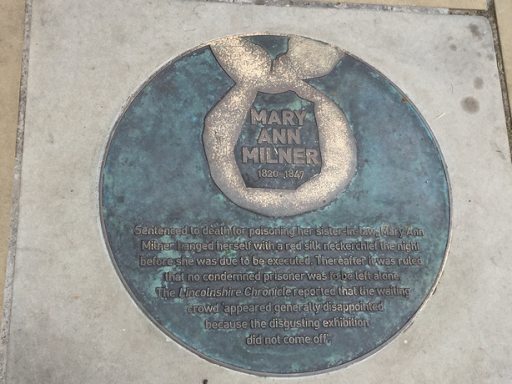 MARY
ANN
MILNER
1820-1847
Sentenced to death for poisoning her sister-in-law, Mary Ann
Milner hanged herself with a red silk neckerchief the night
before she was due to be executed. Thereafter it was ruled
that no condemned prisoner was to be left alone.
The Lincolnshire Chronicle reported that the waiting
crowd 'appeared generally disappointed
because the disgusting exhibition
did not come off'.